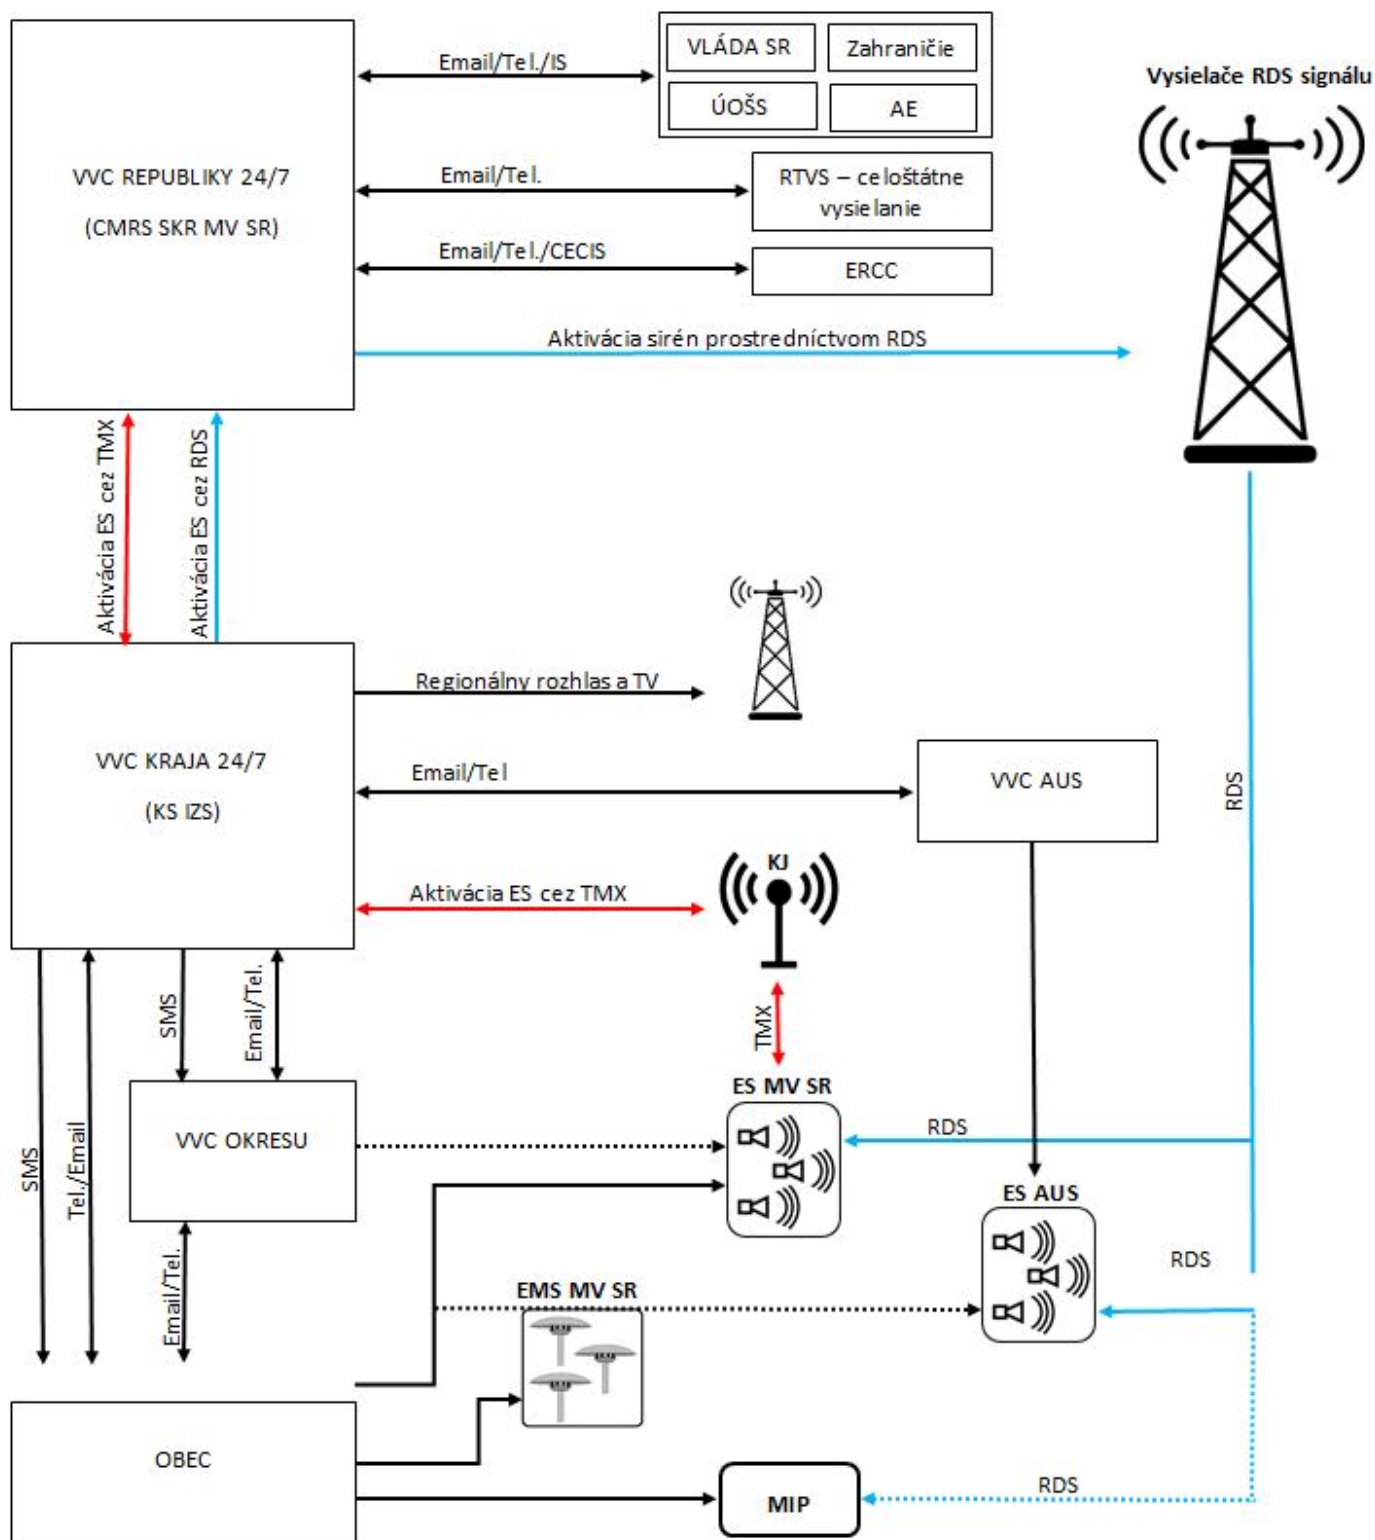 VLÁDA SR
Zahraničie
ÚOŠS
AE
Email/Tel./IS
Vysielače RDS signálu
VVC REPUBLIKY 24/7
(CMRS SKR MV SR)
Email/Tel.
RTVS – celoštátne
vysielanie
Email/Tel./CECIS
ERCC
Aktivácia sirén prostredníctvom RDS
Aktivácia ES cez TMX
Aktivácia ES cez RDS
VVC KRAJA 24/7
(KS IZS)
Regionálny rozhlas a TV
Email/Tel
VVC AUS
RDS
KJ
Aktivácia ES cez TMX
SMS
Tel./Email
SMS
Email/Tel.
TMX
VVC OKRESU
ES MV SR
RDS
ES AUS
RDS
Email/Tel.
EMS MV SR
OBEC
MIP
RDS